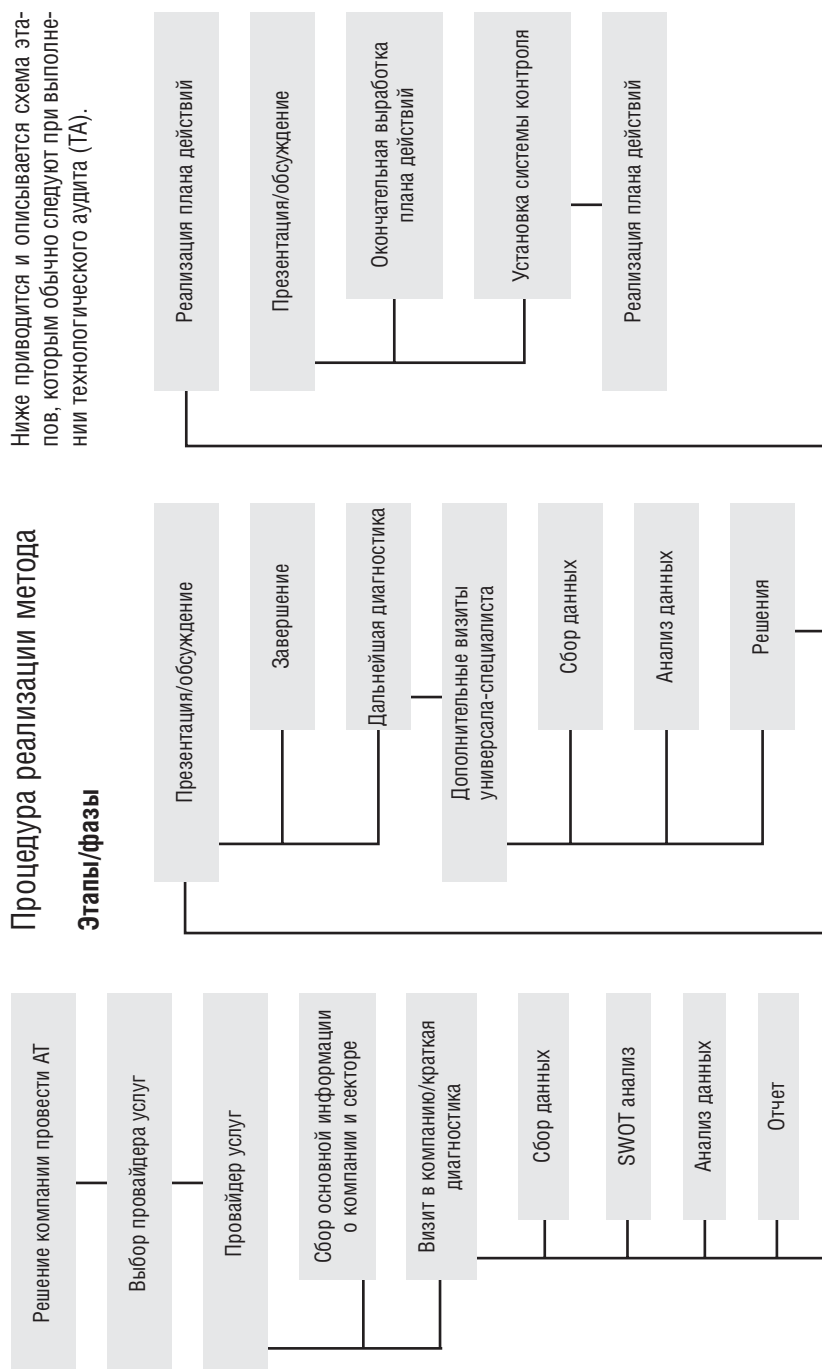 Процедура реализации метода
Этапы/фазы
Ниже приводится и описывается схема эта-
пов, которым обычно следуют при выполне-
нии технологического аудита (ТА).
Решение компании провести АТ
Выбор провайдера услуг
Провайдер услуг
Сбор основной информации
о компании и секторе
Визит в компанию/краткая
диагностика
Сбор данных
SWOT анализ
Анализ данных
Отчет
Презентация/обсуждение
Завершение
Дальнейшая диагностика
Дополнительные визиты
универсала-специалиста
Сбор данных
Анализ данных
Решения
Реализация плана действий
Презентация/обсуждение
Окончательная выработка
плана действий
Установка системы контроля
Реализация плана действий